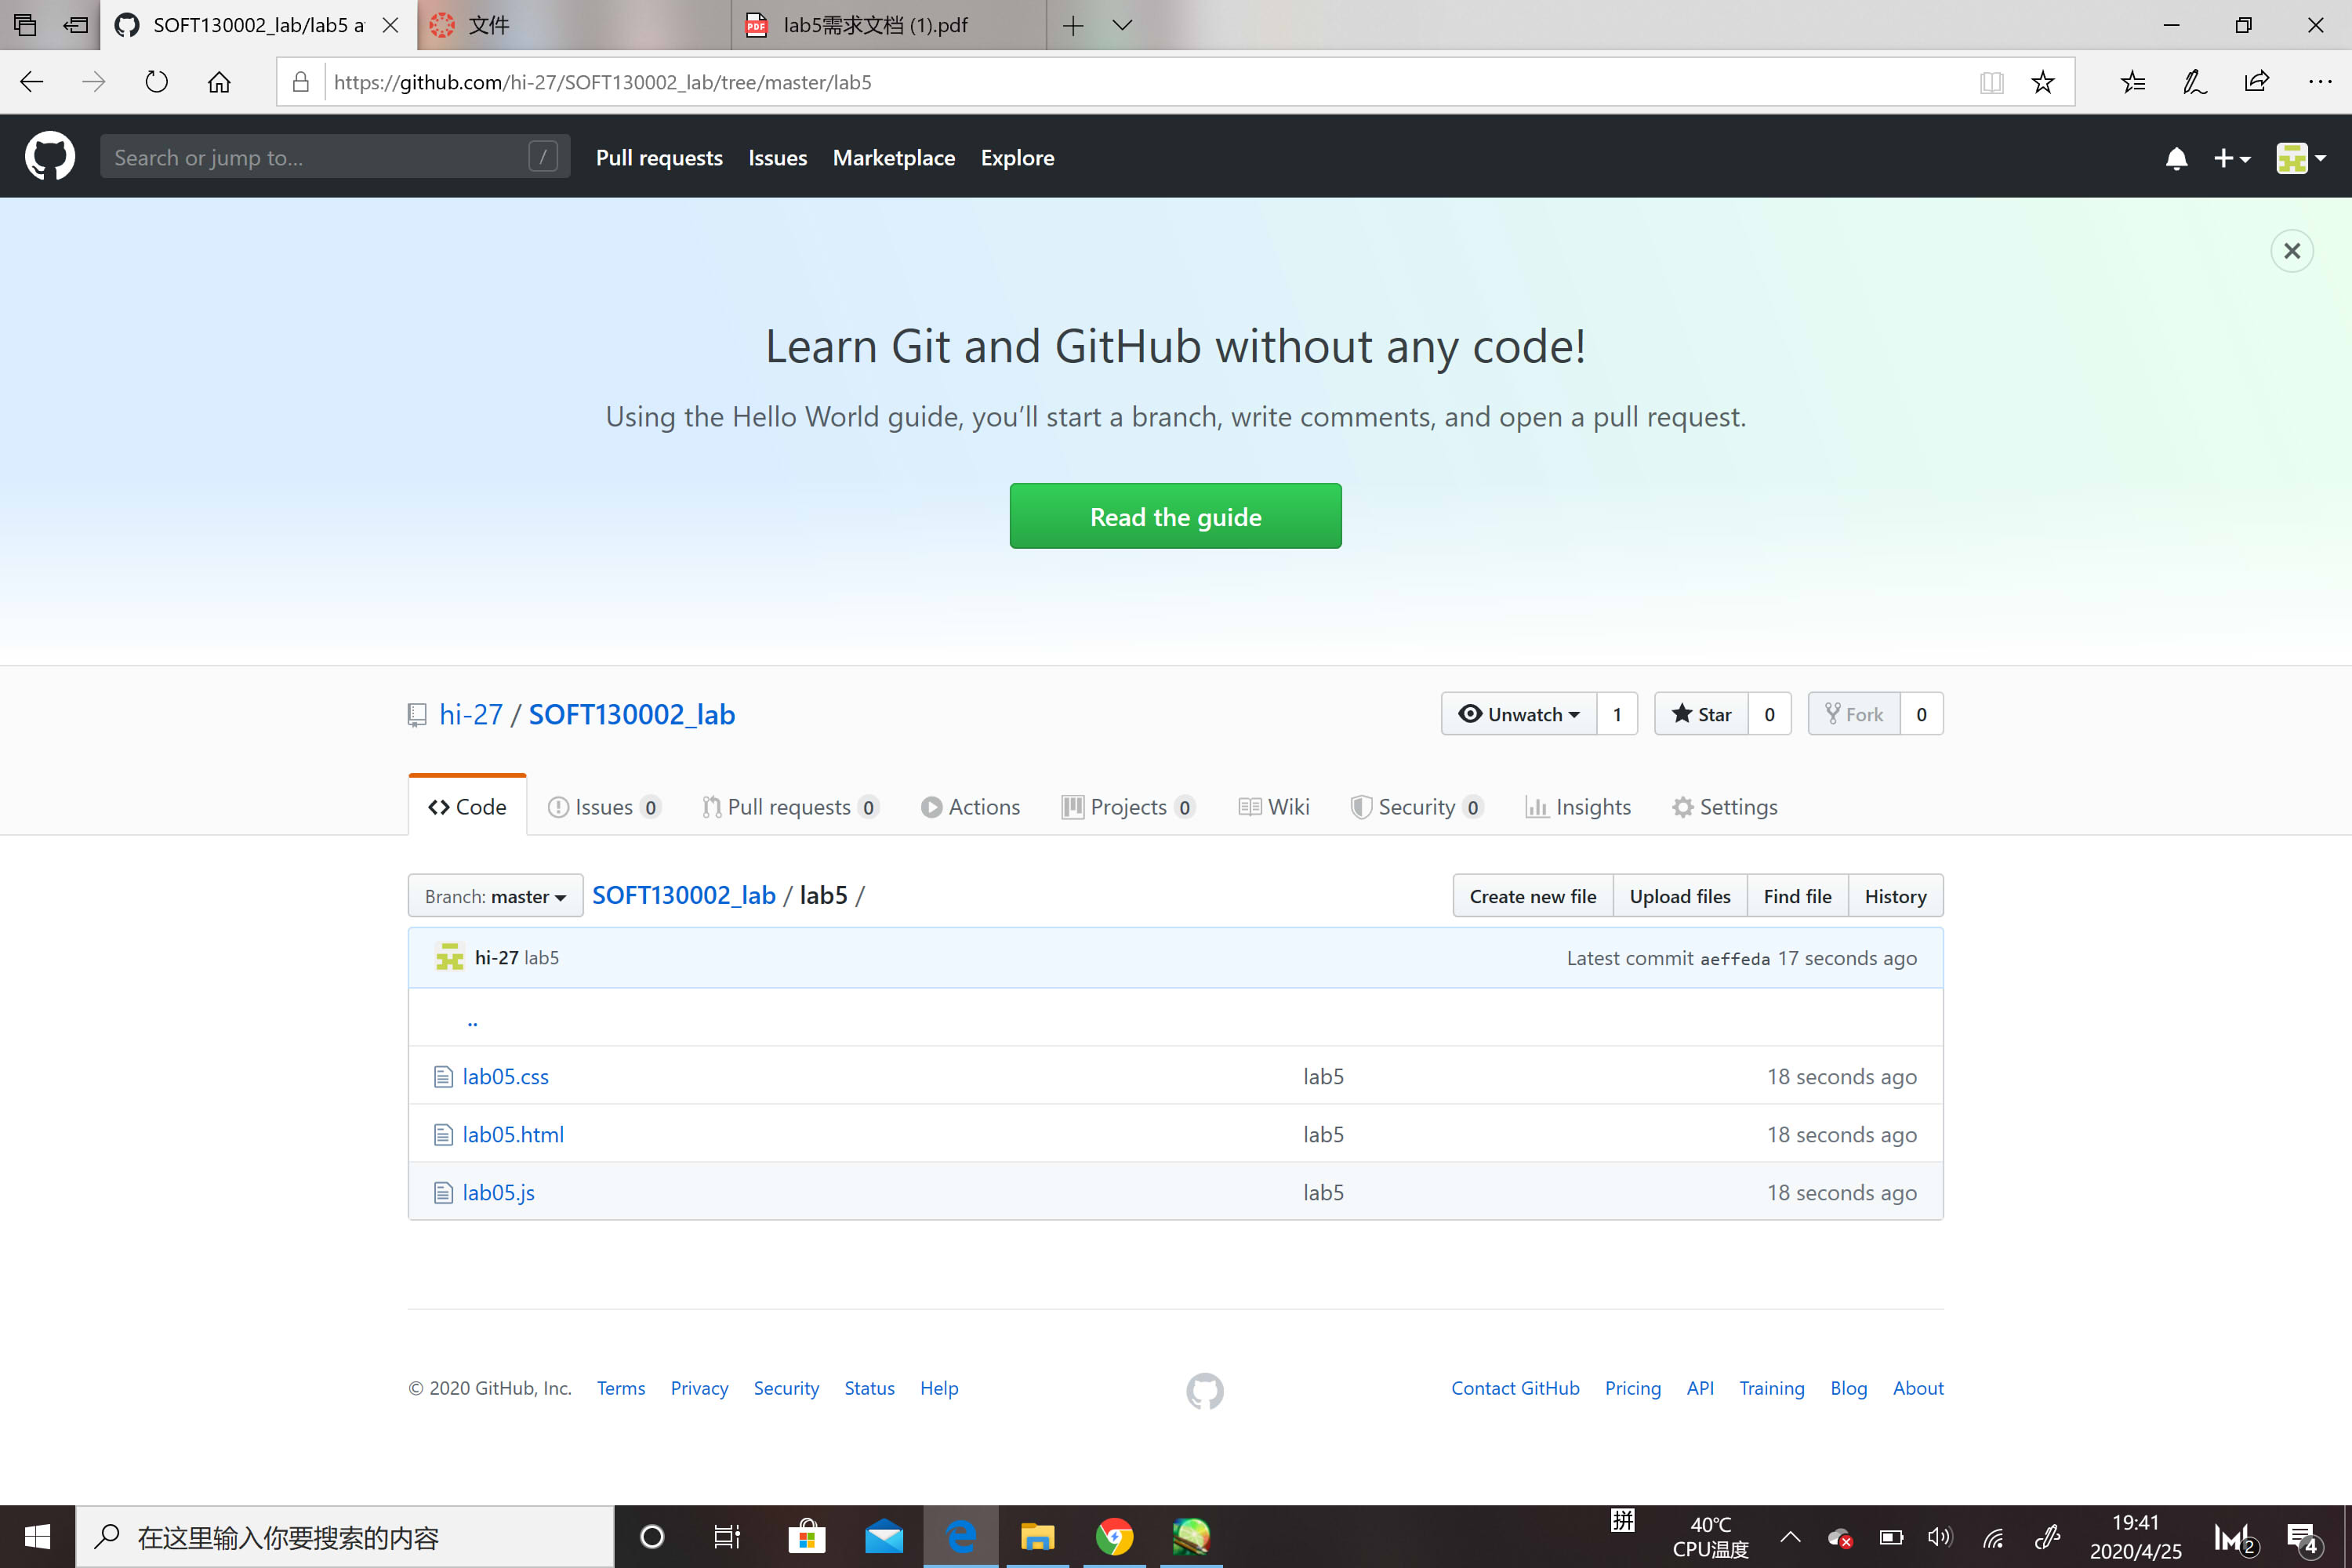 SOFT130002_lab/lab5 a
文件
PDF
lab5需求文档 (1).pdf
https://github.com/hi-27/SOFT130002_lab/tree/master/lab5
Search or jump to...
/
Pull requests
Issues
Marketplace
Explore
Learn Git and GitHub without any code!
Using the Hello World guide, you’ll start a branch, write comments, and open a pull request.
Read the guide
hi-27 / SOFT130002_lab
Unwatch 1
Star 0
Fork 0
Code
Issues 0
Pull requests 0
Actions
Projects 0
Wiki
Security 0
Insights
Settings
Branch: master
SOFT130002_lab / lab5 /
Create new file
Upload files
Find file
History
hi-27 lab5
Latest commit aeffeda 17 seconds ago
..
lab05.css lab5 18 seconds ago
lab05.html lab5 18 seconds ago
lab05.js lab5 18 seconds ago
© 2020 GitHub, Inc.
Terms
Privacy
Security
Status
Help
Contact GitHub
Pricing
API
Training
Blog
About
在这里输入你要搜索的内容
拼
40℃
CPU温度
19:41
2020/4/25
2
4